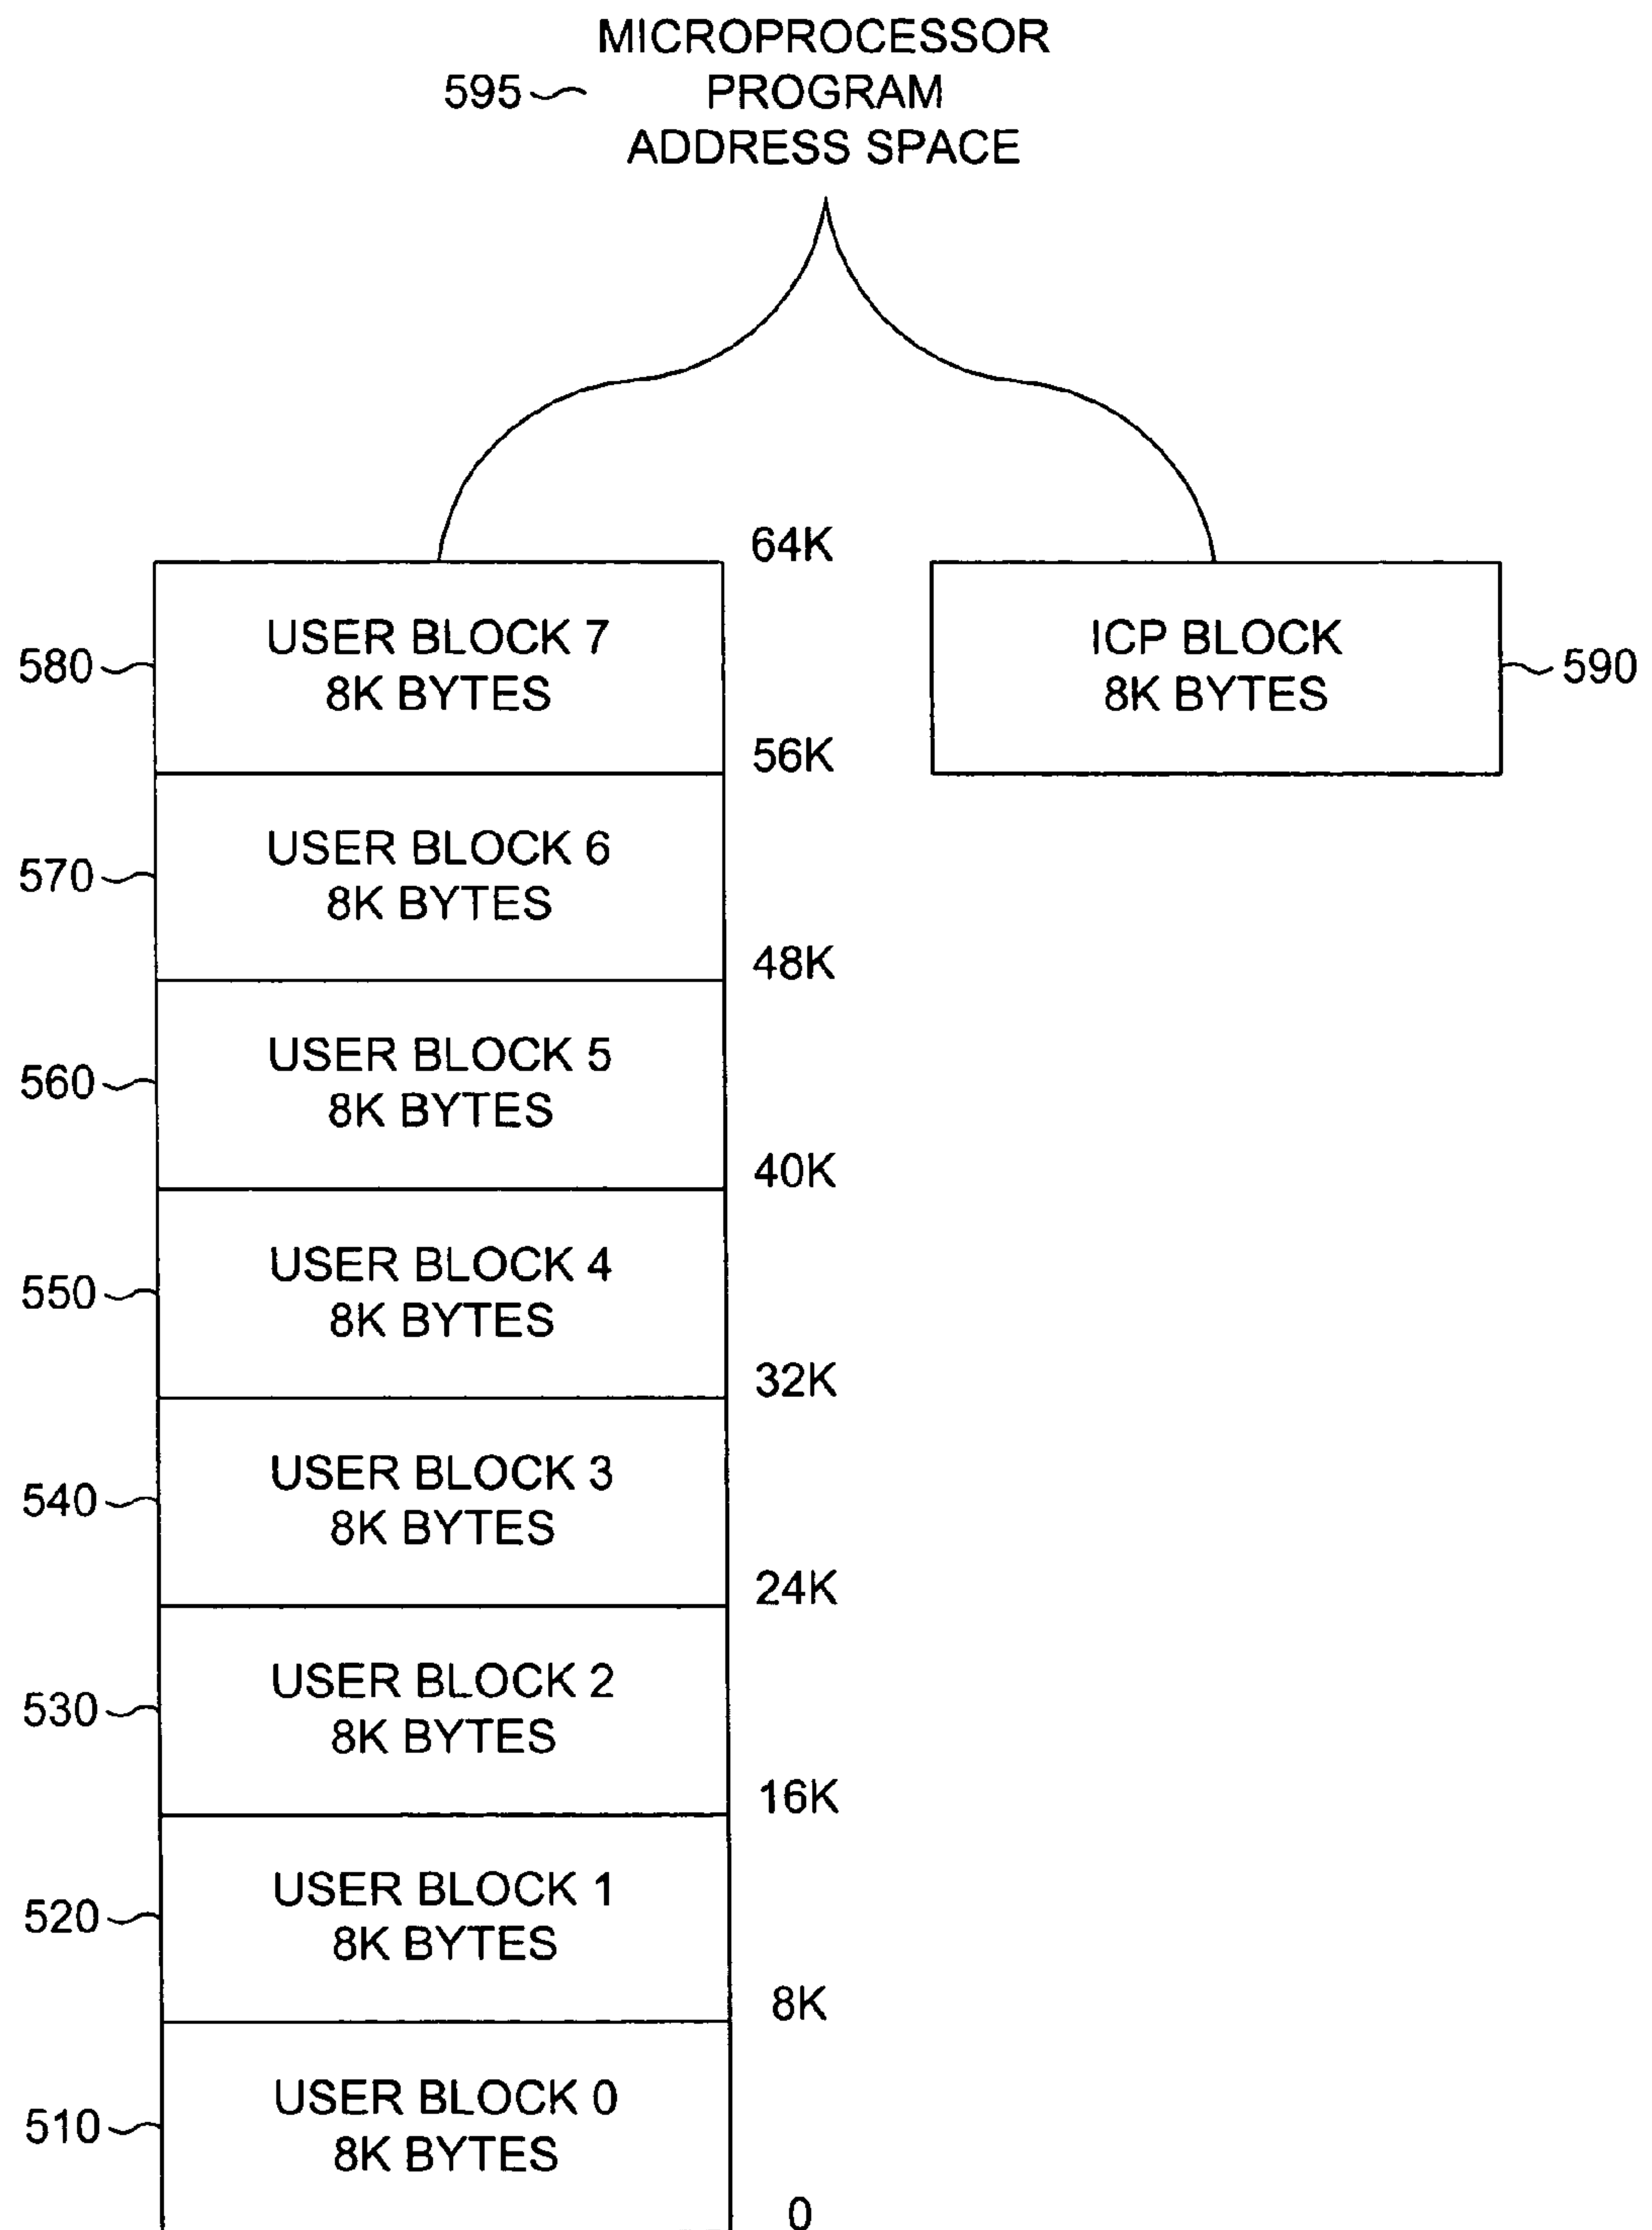 MICROPROCESSOR
595 PROGRAM
ADDRESS SPACE
64K
580 USER BLOCK 7
8K BYTES
ICP BLOCK
8K BYTES
590
56K
570 USER BLOCK 6
8K BYTES
48K
560 USER BLOCK 5
8K BYTES
40K
550 USER BLOCK 4
8K BYTES
32K
540 USER BLOCK 3
8K BYTES
24K
530 USER BLOCK 2
8K BYTES
16K
520 USER BLOCK 1
8K BYTES
8K
510 USER BLOCK 0
8K BYTES
0